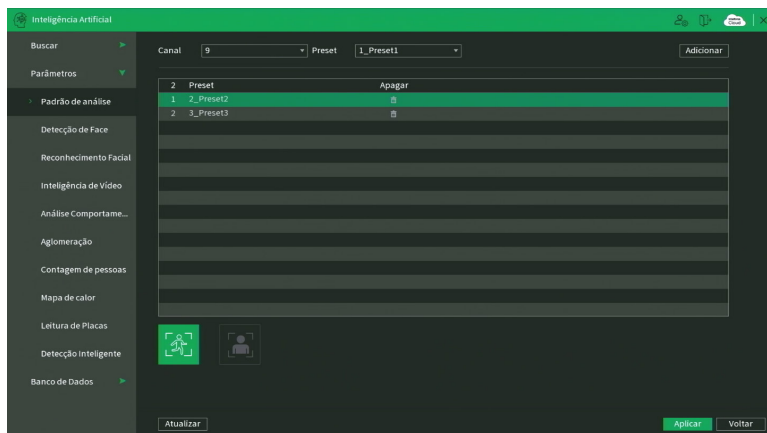 Inteligência Artificial
Buscar
Canal 9 Preset 1_Preset1 Adicionar
Parâmetros
2 Preset Apagar
Padrão de análise
1 2_Preset2
2 3_Preset3
Detecção de Face
Reconhecimento Facial
Inteligência de Vídeo
Análise Comportame...
Aglomeração
Contagem de pessoas
Mapa de calor
Leitura de Placas
Detecção Inteligente
Banco de Dados
Atualizar Aplicar Voltar